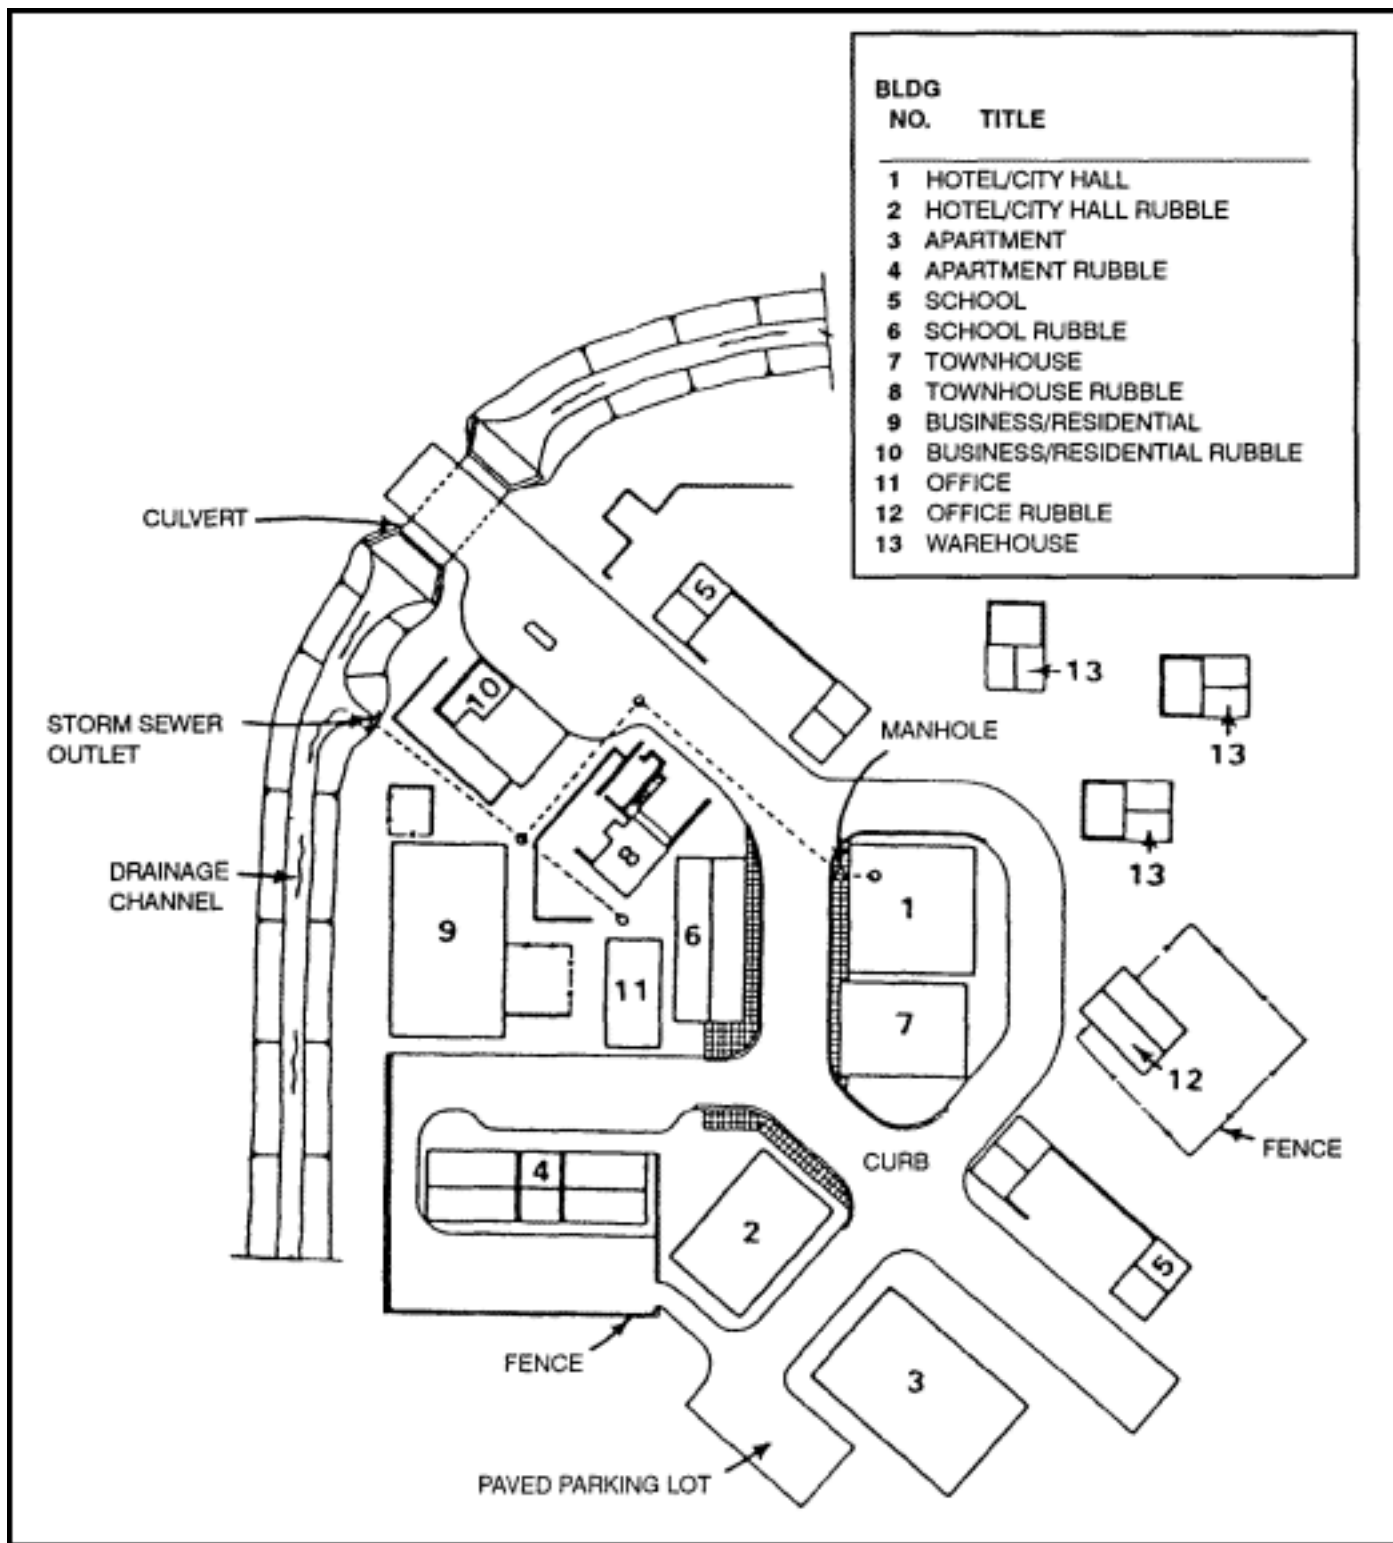 BLDG
NO. TITLE
1 HOTEL/CITY HALL
2 HOTEL/CITY HALL RUBBLE
3 APARTMENT
4 APARTMENT RUBBLE
5 SCHOOL
6 SCHOOL RUBBLE
7 TOWNHOUSE
8 TOWNHOUSE RUBBLE
9 BUSINESS/RESIDENTIAL
10 BUSINESS/RESIDENTIAL RUBBLE
11 OFFICE
12 OFFICE RUBBLE
13 WAREHOUSE
CULVERT
5
13
10
STORM SEWER
OUTLET
MANHOLE
13
8
DRAINAGE
CHANNEL
13
9
6
1
11
7
12
FENCE
CURB
4
2
5
FENCE
3
PAVED PARKING LOT